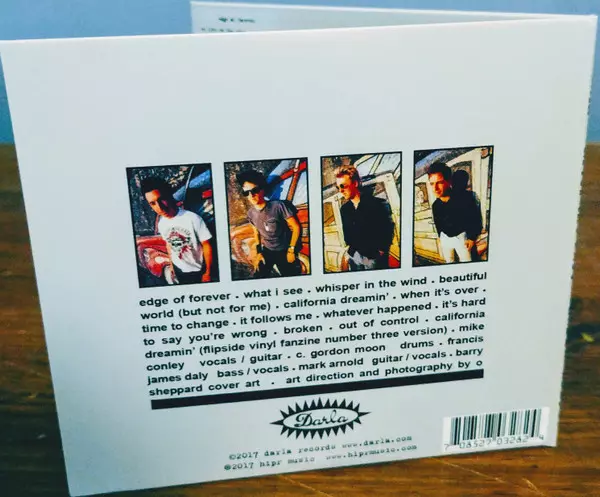 edge of forever . what i see . whisper in the wind . beautiful
world (but not for me) . california dreamin' . when it's over .
time to change . it follows me . whatever happened . it's hard
to say you're wrong . broken . out of control . california
dreamin' (flipside vinyl fanzine number three version) . mike
conley vocals / guitar . c. gordon moon drums . francis
james daly bass / vocals . mark arnold guitar / vocals . barry
sheppard cover art . art direction and photography by o
Darla
©2017 darla records www.darla.com
℗2017 hipr music www.hiprmusic.com
7 08527 03282 4